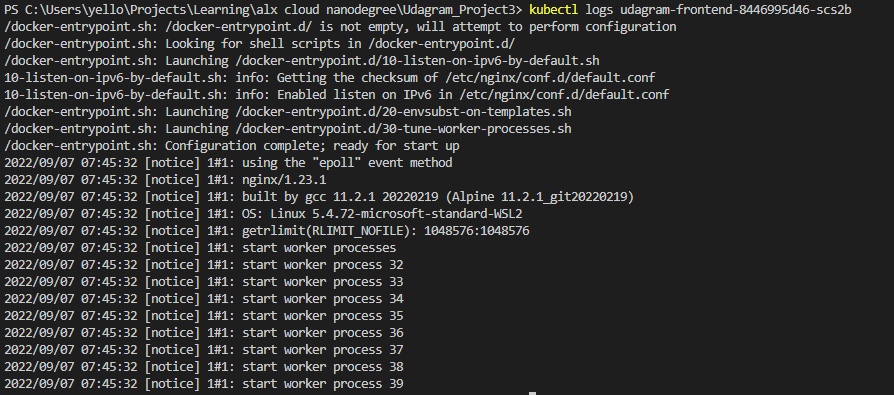 PS C:\Users\yello\Projects\Learning\alx cloud nanodegree\Udagram_Project3> kubectl logs udagram-frontend-8446995d46-scs2b
/docker-entrypoint.sh: /docker-entrypoint.d/ is not empty, will attempt to perform configuration
/docker-entrypoint.sh: Looking for shell scripts in /docker-entrypoint.d/
/docker-entrypoint.sh: Launching /docker-entrypoint.d/10-listen-on-ipv6-by-default.sh
10-listen-on-ipv6-by-default.sh: info: Getting the checksum of /etc/nginx/conf.d/default.conf
10-listen-on-ipv6-by-default.sh: info: Enabled listen on IPv6 in /etc/nginx/conf.d/default.conf
/docker-entrypoint.sh: Launching /docker-entrypoint.d/20-envsubst-on-templates.sh
/docker-entrypoint.sh: Launching /docker-entrypoint.d/30-tune-worker-processes.sh
/docker-entrypoint.sh: Configuration complete; ready for start up
2022/09/07 07:45:32 [notice] 1#1: using the "epoll" event method
2022/09/07 07:45:32 [notice] 1#1: nginx/1.23.1
2022/09/07 07:45:32 [notice] 1#1: built by gcc 11.2.1 20220219 (Alpine 11.2.1_git20220219)
2022/09/07 07:45:32 [notice] 1#1: OS: Linux 5.4.72-microsoft-standard-WSL2
2022/09/07 07:45:32 [notice] 1#1: getrlimit(RLIMIT_NOFILE): 1048576:1048576
2022/09/07 07:45:32 [notice] 1#1: start worker processes
2022/09/07 07:45:32 [notice] 1#1: start worker process 32
2022/09/07 07:45:32 [notice] 1#1: start worker process 33
2022/09/07 07:45:32 [notice] 1#1: start worker process 34
2022/09/07 07:45:32 [notice] 1#1: start worker process 35
2022/09/07 07:45:32 [notice] 1#1: start worker process 36
2022/09/07 07:45:32 [notice] 1#1: start worker process 37
2022/09/07 07:45:32 [notice] 1#1: start worker process 38
2022/09/07 07:45:32 [notice] 1#1: start worker process 39